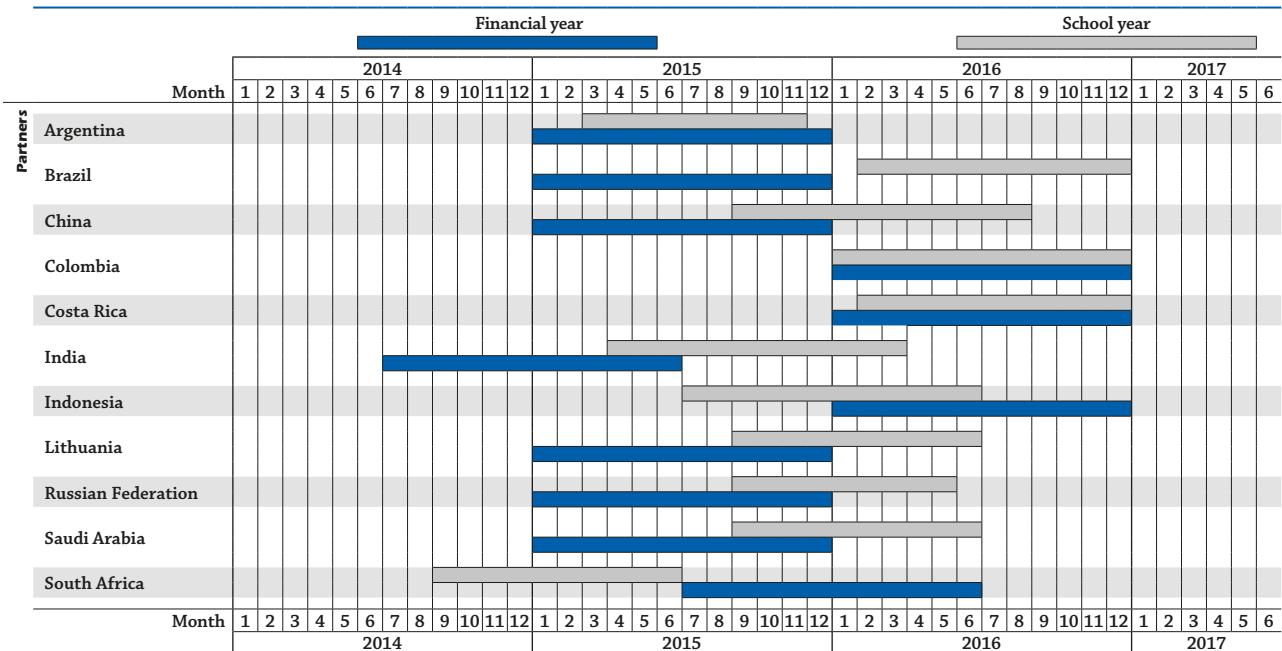 Financial year School year
2014 2015 2016 2017
Month 1 2 3 4 5 6 7 8 9 10 11 12 1 2 3 4 5 6 7 8 9 10 11 12 1 2 3 4 5 6 7 8 9 10 11 12 1 2 3 4 5 6
Partners
Argentina
Brazil
China
Colombia
Costa Rica
India
Indonesia
Lithuania
Russian Federation
Saudi Arabia
South Africa
Month 1 2 3 4 5 6 7 8 9 10 11 12 1 2 3 4 5 6 7 8 9 10 11 12 1 2 3 4 5 6 7 8 9 10 11 12 1 2 3 4 5 6
2014 2015 2016 2017